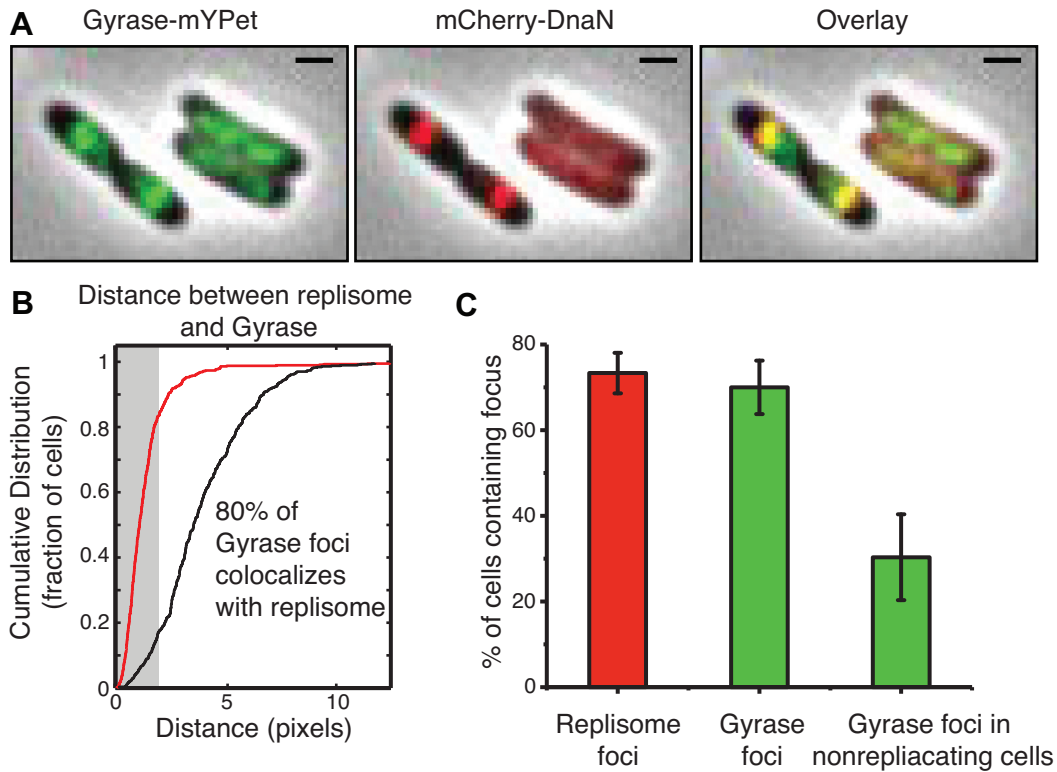 A
Gyrase-mYPet
mCherry-DnaN
Overlay
B
Distance between replisome
and Gyrase
Cumulative Distribution
(fraction of cells)
1
0.8
0.6
0.4
0.2
0
80% of
Gyrase foci
colocalizes
with replisome
0
5
10
Distance (pixels)
C
% of cells containing focus
80
60
40
20
0
Replisome
foci
Gyrase
foci
Gyrase foci in
nonrepliacating cells